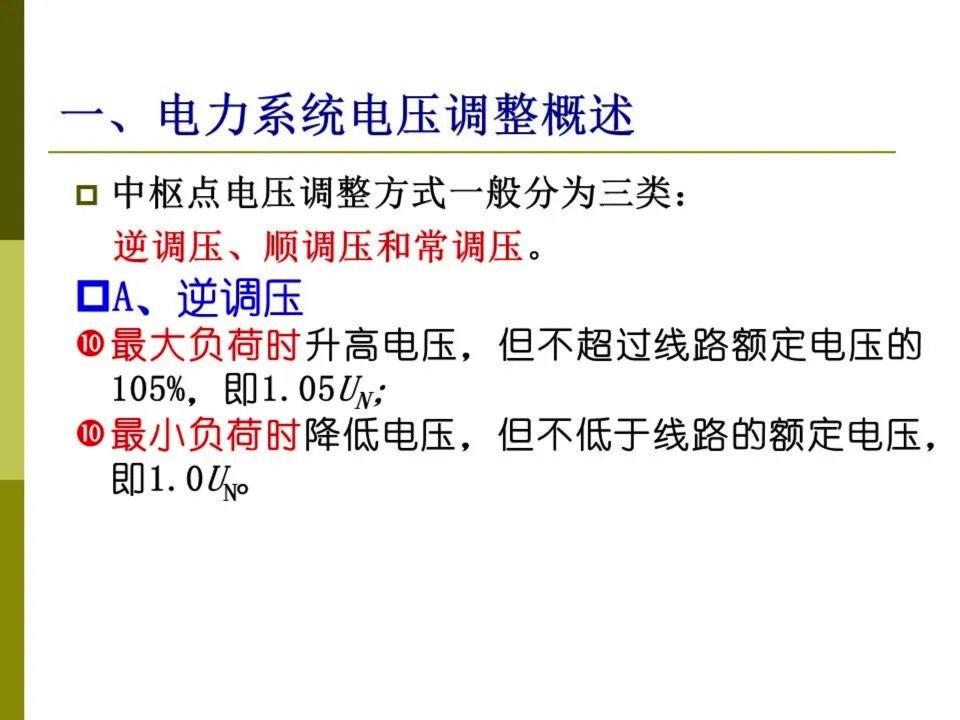 一、电力系统电压调整概述
中枢点电压调整方式一般分为三类：
逆调压、顺调压和常调压。
A、逆调压
⑩最大负荷时升高电压，但不超过线路额定电压的
105%，即1.05UN;
⑩最小负荷时降低电压，但不低于线路的额定电压，
即1.0UN。